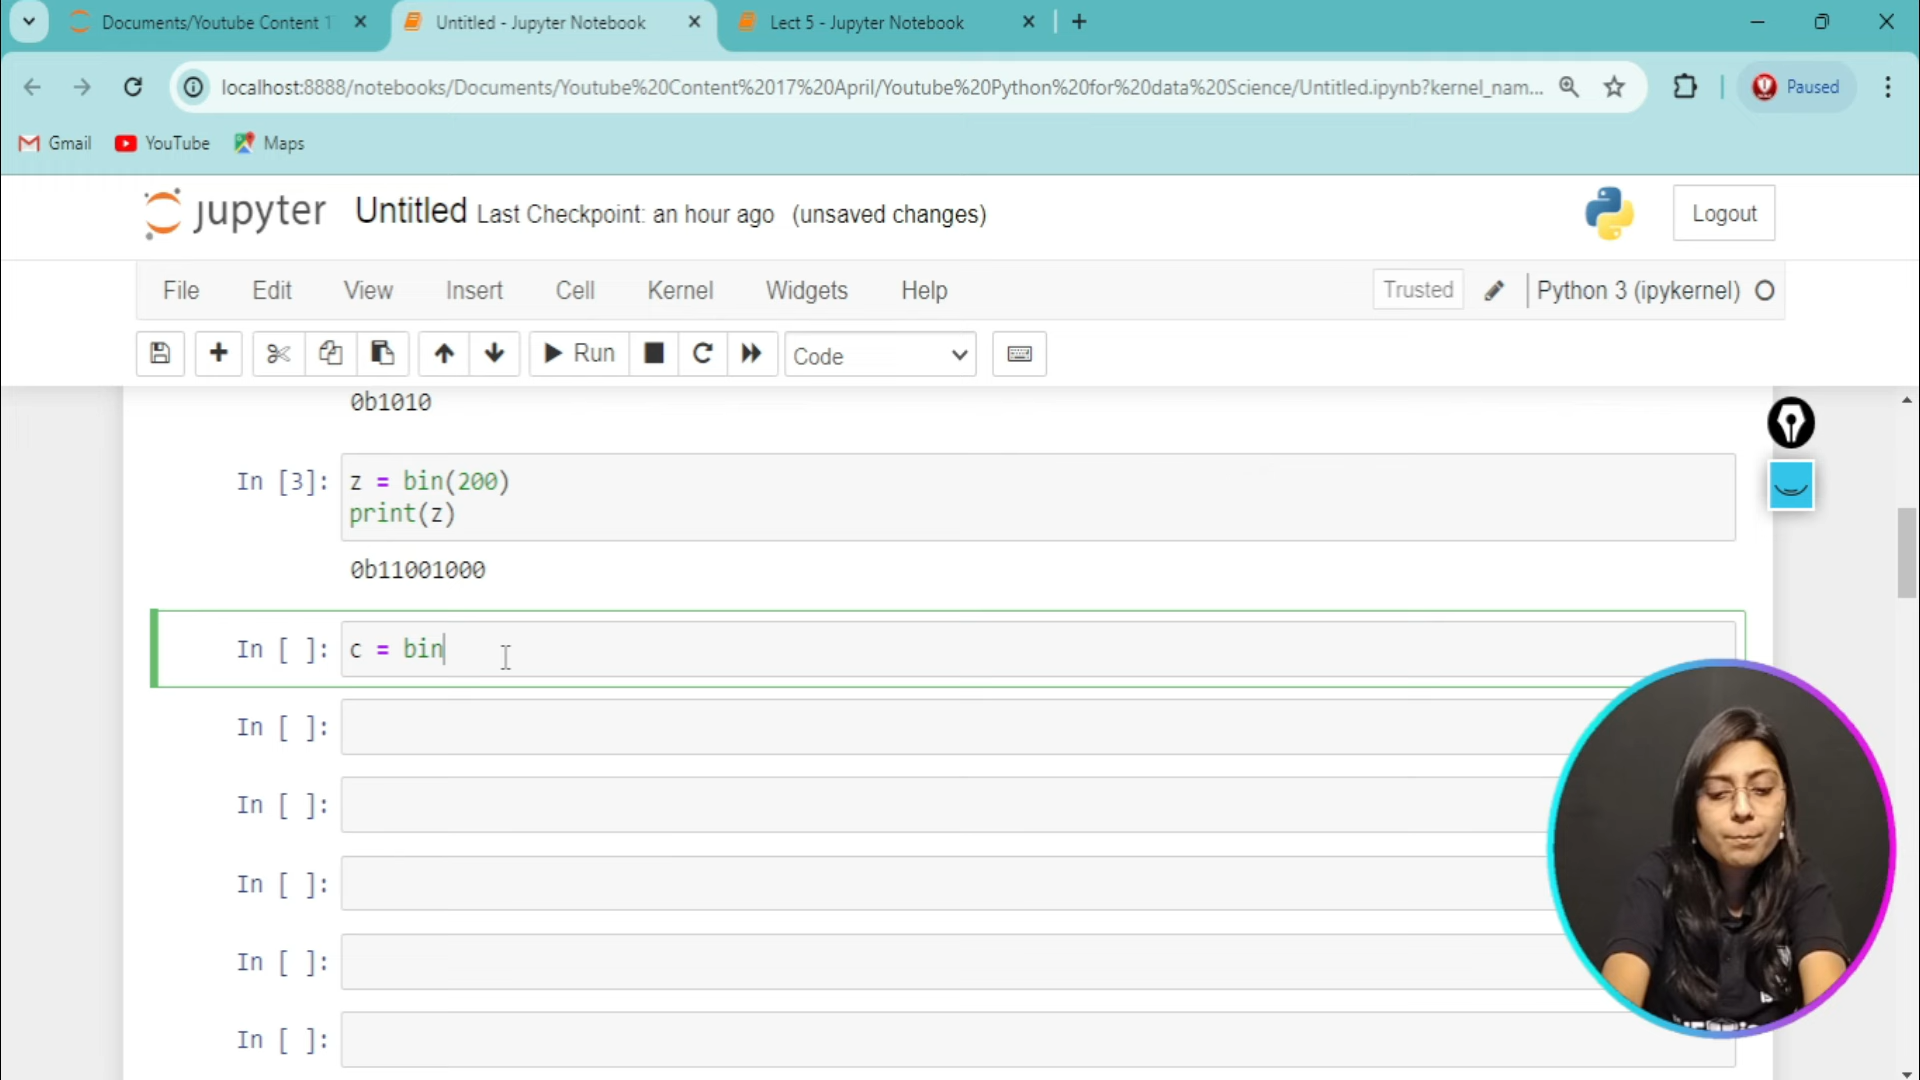 Documents/Youtube Content 1
Untitled - Jupyter Notebook
Lect 5 - Jupyter Notebook
localhost:8888/notebooks/Documents/Youtube%20Content%2017%20April/Youtube%20Python%20for%20data%20Science/Untitled.ipynb?kernel_nam...
Paused
Gmail
YouTube
Maps
jupyter
Untitled Last Checkpoint: an hour ago (unsaved changes)
Logout
File Edit View Insert Cell Kernel Widgets Help
Trusted
Python 3 (ipykernel)
Run
Code
0b1010
In [3]: z = bin(200)
print(z)
0b11001000
In [ ]: c = bin
In [ ]:
In [ ]:
In [ ]:
In [ ]:
In [ ]: